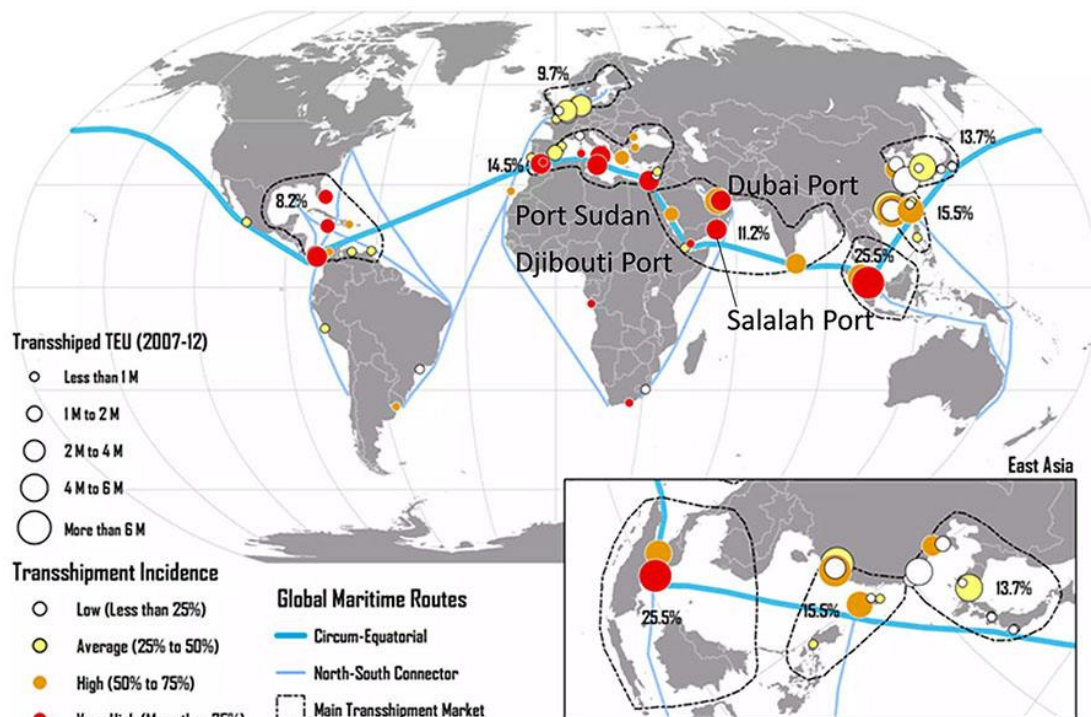 9.7%
13.7%
14.5%
Dubai Port
8.2%
Port Sudan
11.2%
15.5%
Djibouti Port
25.5%
Salalah Port
Transshiped TEU (2007-12)
Less than 1 M
1 M to 2 M
2 M to 4 M
4 M to 6 M
More than 6 M
Transshipment Incidence
Low (Less than 25%)
Average (25% to 50%)
High (50% to 75%)
Global Maritime Routes
Circum-Equatorial
North-South Connector
Main Transshipment Market
East Asia
25.5%
15.5%
13.7%